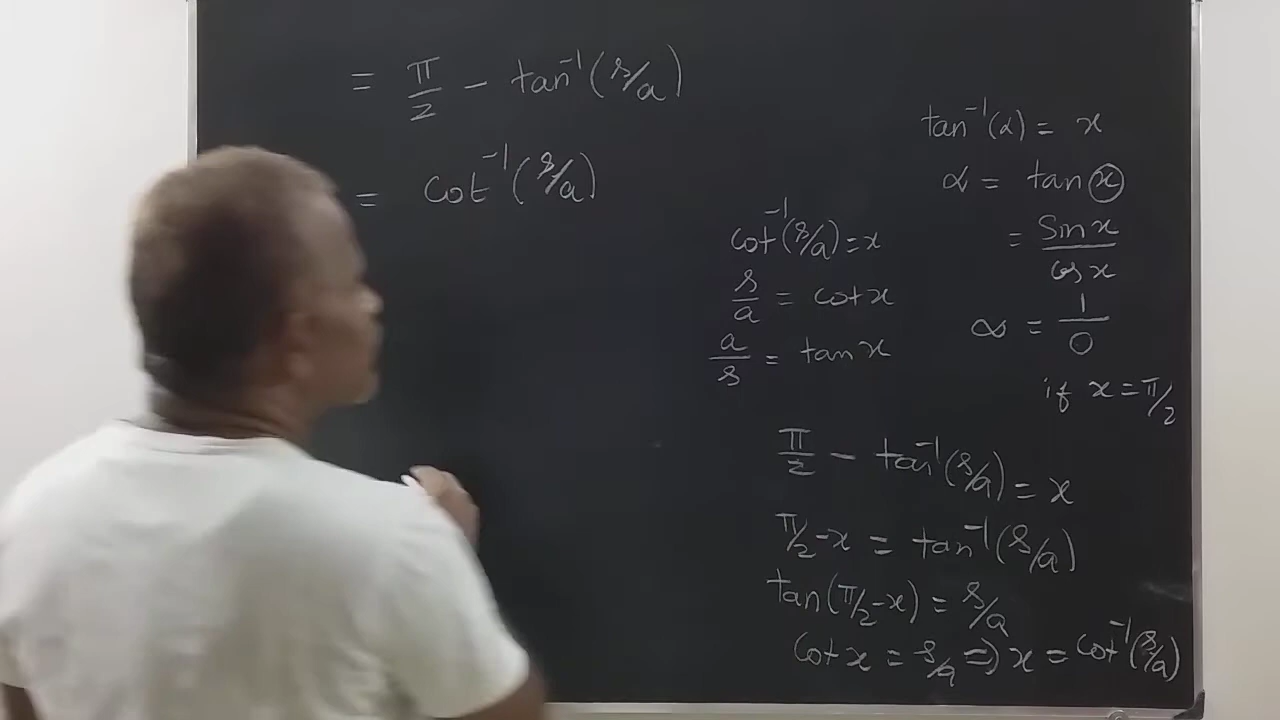 = π/2 − tan⁻¹(s/a)
= cot⁻¹(s/a)
cot⁻¹(s/a) = x
s/a = cot x
a/s = tan x
tan⁻¹(∝) = x
∝ = tan x
= sin x / cos x
∞ = 1/0
if x = π/2
π/2 − tan⁻¹(s/a) = x
π/2 − x = tan⁻¹(s/a)
tan(π/2 − x) = s/a
cot x = s/a ⇒ x = cot⁻¹(s/a)